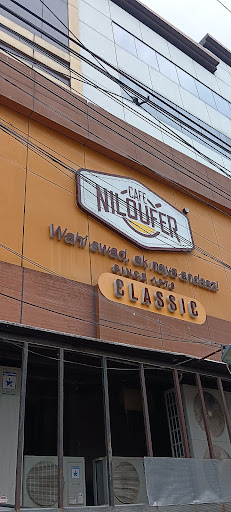 CAFE
NILOUFER
Wahi swad, ek naya andaaz!
since 1978
CLASSIC